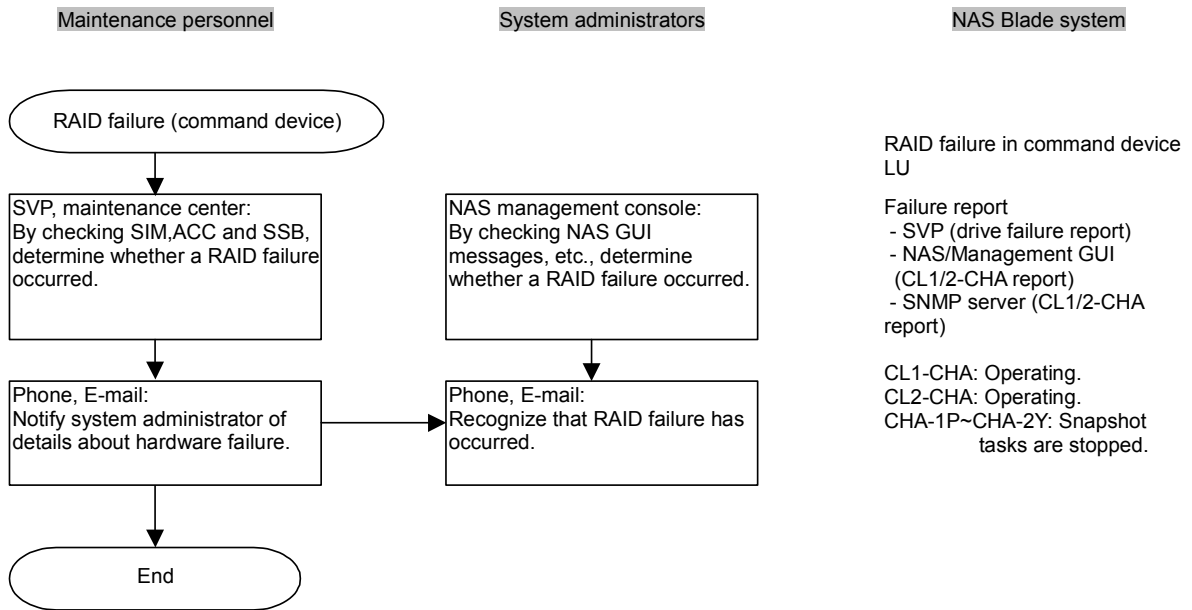 Maintenance personnel
System administrators
NAS Blade system
RAID failure (command device)
SVP, maintenance center:
By checking SIM,ACC and SSB,
determine whether a RAID failure
occurred.
NAS management console:
By checking NAS GUI
messages, etc., determine
whether a RAID failure occurred.
Phone, E-mail:
Notify system administrator of
details about hardware failure.
Phone, E-mail:
Recognize that RAID failure has
occurred.
End
RAID failure in command device
LU
Failure report
- SVP (drive failure report)
- NAS/Management GUI
(CL1/2-CHA report)
- SNMP server (CL1/2-CHA
report)
CL1-CHA: Operating.
CL2-CHA: Operating.
CHA-1P~CHA-2Y: Snapshot
tasks are stopped.